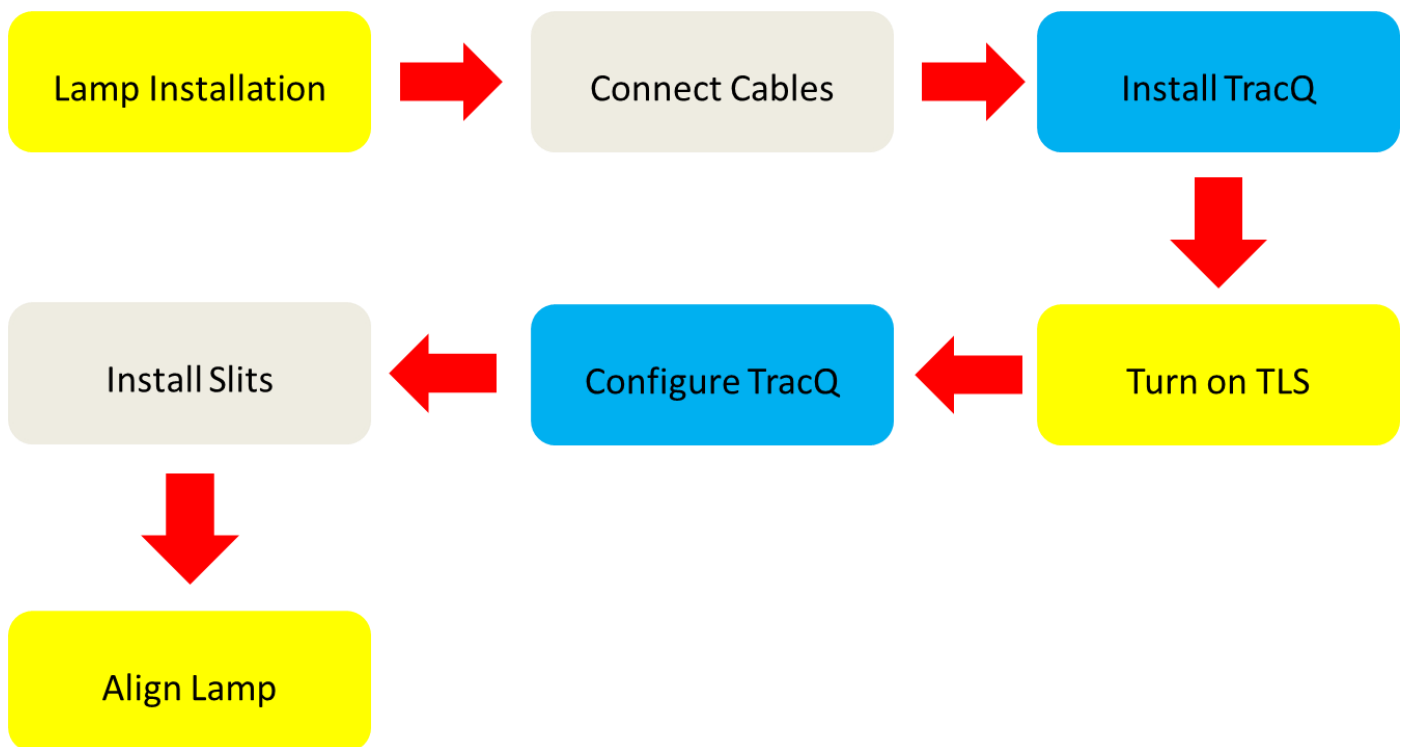 Lamp Installation
Connect Cables
Install TracQ
Turn on TLS
Configure TracQ
Install Slits
Align Lamp